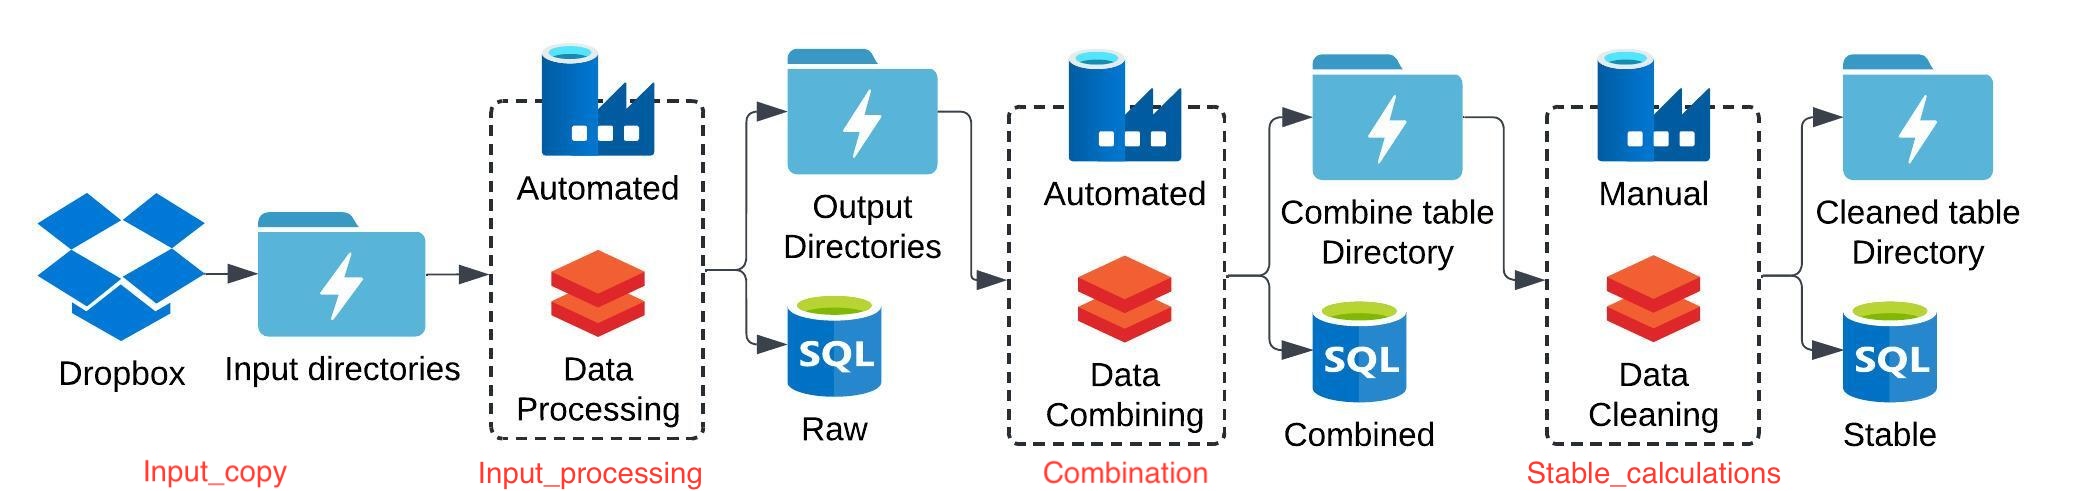 Dropbox
Input directories
Automated
Data
Processing
Output
Directories
SQL
Raw
Automated
Data
Combining
Combine table
Directory
SQL
Combined
Manual
Data
Cleaning
Cleaned table
Directory
SQL
Stable
Input_copy
Input_processing
Combination
Stable_calculations